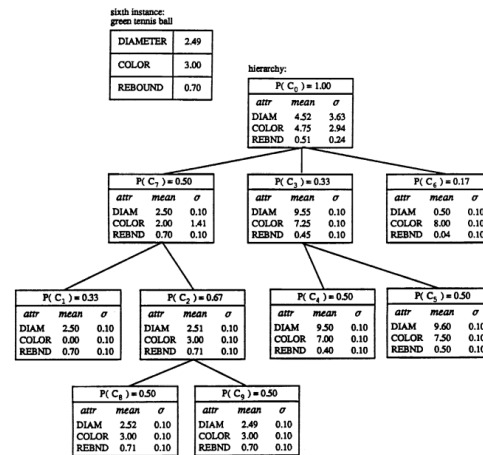 sixth instance:
green tennis ball
DIAMETER 2.49
COLOR 3.00
REBOUND 0.70
hierarchy:
P( C0 ) = 1.00
attr mean σ
DIAM 4.52 3.63
COLOR 4.75 2.94
REBND 0.51 0.24
P( C7 ) = 0.50
attr mean σ
DIAM 2.50 0.10
COLOR 2.00 1.41
REBND 0.70 0.10
P( C3 ) = 0.33
attr mean σ
DIAM 9.55 0.10
COLOR 7.25 0.10
REBND 0.45 0.10
P( C6 ) = 0.17
attr mean σ
DIAM 0.50 0.10
COLOR 8.00 0.10
REBND 0.04 0.10
P( C1 ) = 0.33
attr mean σ
DIAM 2.50 0.10
COLOR 0.00 0.10
REBND 0.70 0.10
P( C2 ) = 0.67
attr mean σ
DIAM 2.51 0.10
COLOR 3.00 0.10
REBND 0.71 0.10
P( C4 ) = 0.50
attr mean σ
DIAM 9.50 0.10
COLOR 7.00 0.10
REBND 0.40 0.10
P( C5 ) = 0.50
attr mean σ
DIAM 9.60 0.10
COLOR 7.50 0.10
REBND 0.50 0.10
P( C8 ) = 0.50
attr mean σ
DIAM 2.52 0.10
COLOR 3.00 0.10
REBND 0.71 0.10
P( C9 ) = 0.50
attr mean σ
DIAM 2.49 0.10
COLOR 3.00 0.10
REBND 0.70 0.10